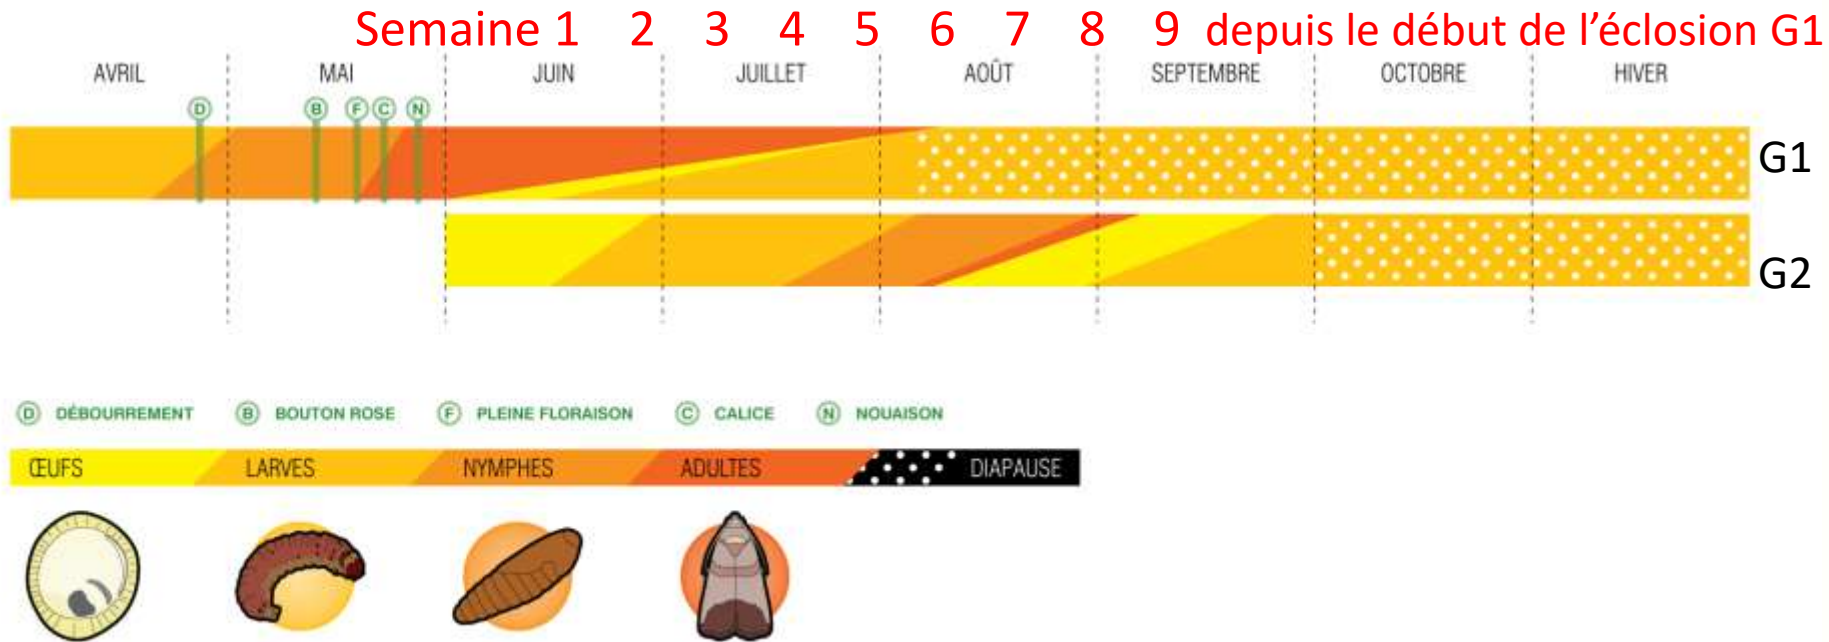 Semaine 1 2 3 4 5 6 7 8 9 depuis le début de l’éclosion G1
AVRIL MAI JUIN JUILLET AOÛT SEPTEMBRE OCTOBRE HIVER
D B F C N
G1
G2
D DÉBOURREMENT B BOUTON ROSE F PLEINE FLORAISON C CALICE N NOUAISON
ŒUFS LARVES NYMPHES ADULTES DIAPAUSE